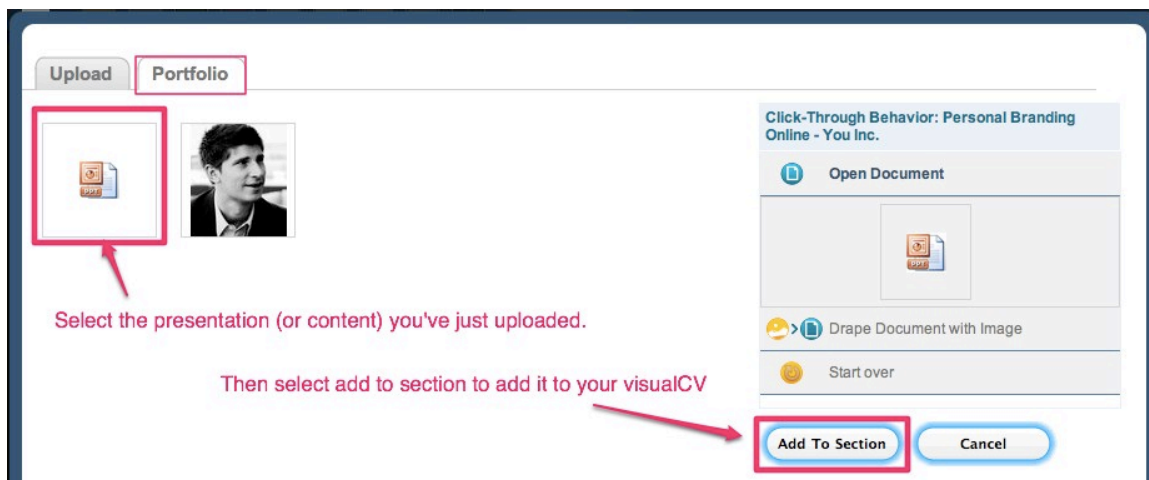 Upload Portfolio
Click-Through Behavior: Personal Branding
Online - You Inc.
Open Document
PPT
PPT
Select the presentation (or content) you've just uploaded.
Drape Document with Image
Then select add to section to add it to your visualCV
Start over
Add To Section Cancel